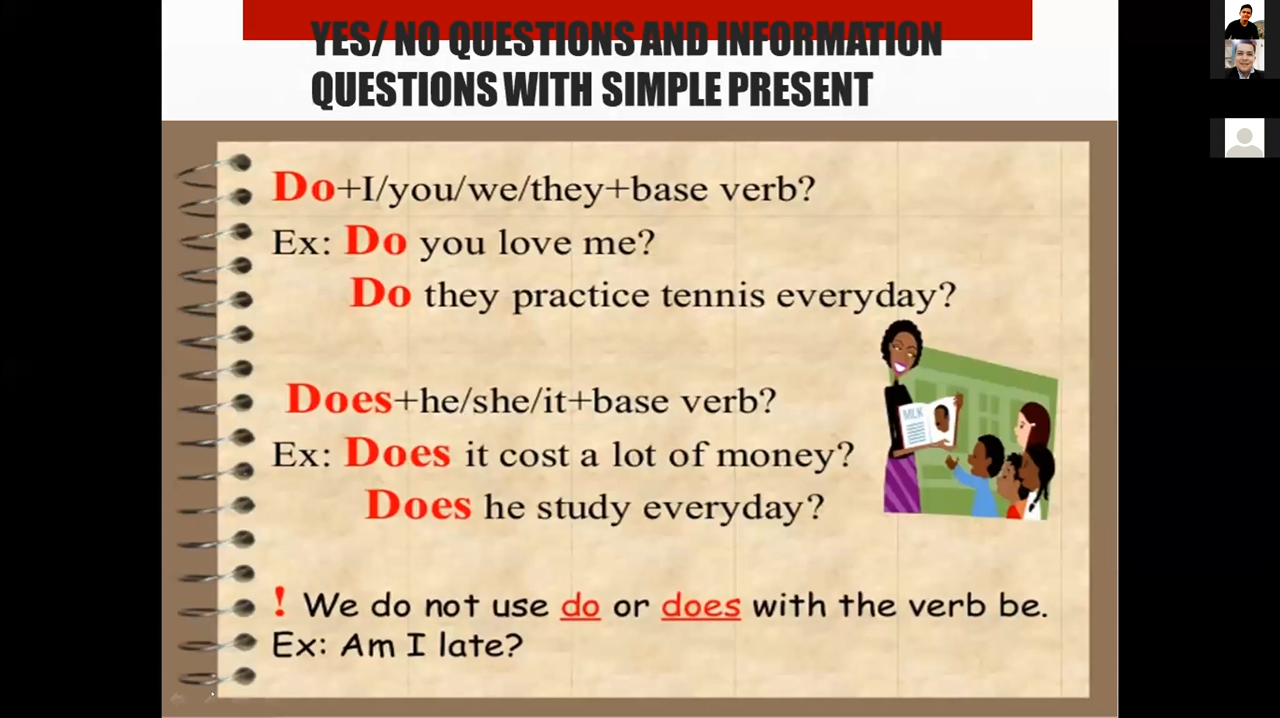 YES/ NO QUESTIONS AND INFORMATION
QUESTIONS WITH SIMPLE PRESENT
Do+I/you/we/they+base verb?
Ex: Do you love me?
Do they practice tennis everyday?
Does+he/she/it+base verb?
Ex: Does it cost a lot of money?
Does he study everyday?
MILK
! We do not use do or does with the verb be.
Ex: Am I late?